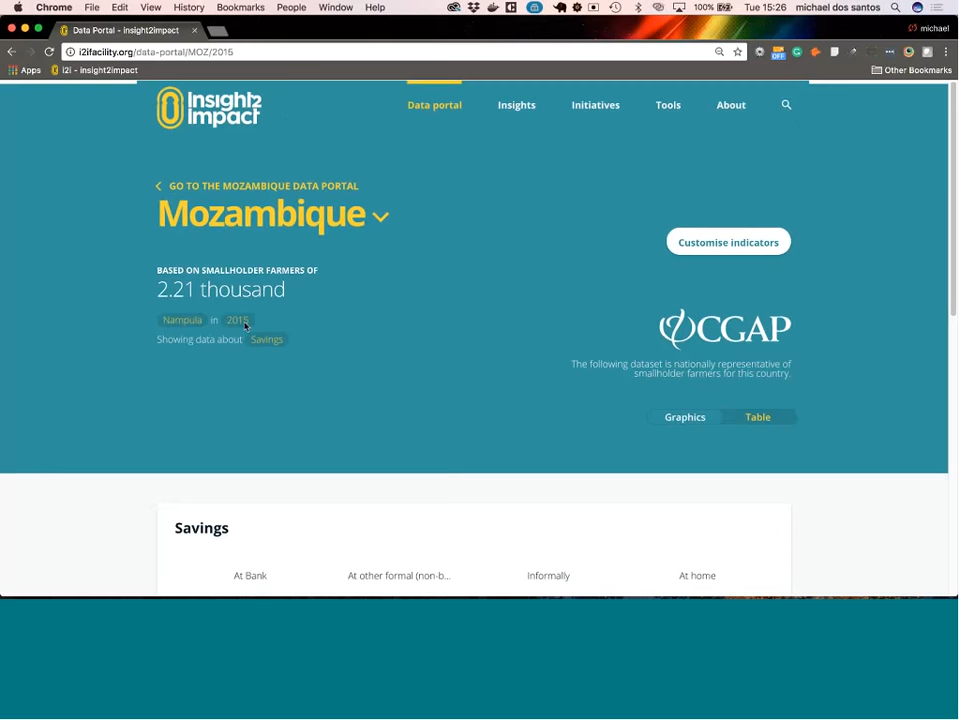 Chrome File Edit View History Bookmarks People Window Help 100% Tue 15:26 michael dos santos
Data Portal - insight2impact michael
i2ifacility.org/data-portal/MOZ/2015
Apps i2i - insight2impact OFF Other Bookmarks
Insight2 Impact
Data portal Insights Initiatives Tools About
GO TO THE MOZAMBIQUE DATA PORTAL
Mozambique
Customise indicators
BASED ON SMALLHOLDER FARMERS OF
2.21 thousand
Nampula in 2015
Showing data about Savings
CGAP
The following dataset is nationally representative of
smallholder farmers for this country.
Graphics Table
Savings
At Bank At other formal (non-b... Informally At home